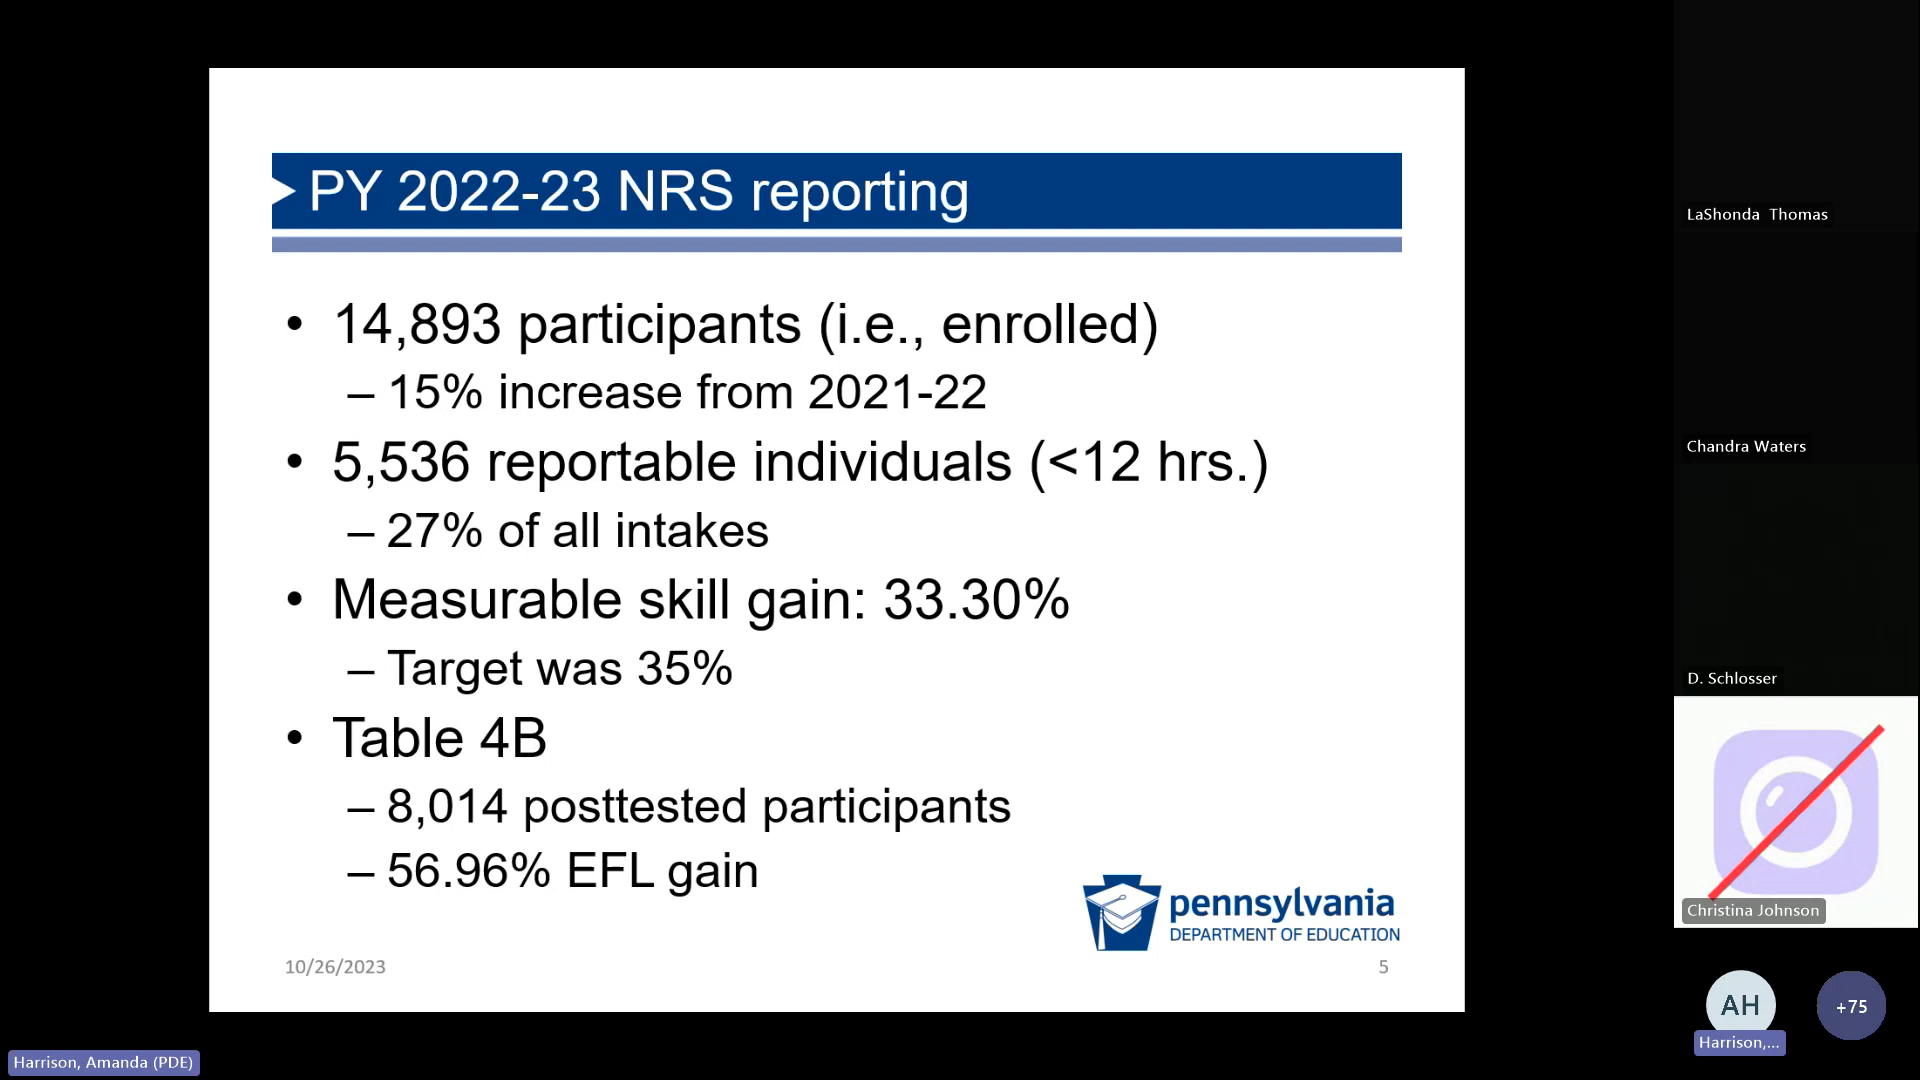 PY 2022-23 NRS reporting
• 14,893 participants (i.e., enrolled)
– 15% increase from 2021-22
• 5,536 reportable individuals (<12 hrs.)
– 27% of all intakes
• Measurable skill gain: 33.30%
– Target was 35%
• Table 4B
– 8,014 posttested participants
– 56.96% EFL gain
pennsylvania
DEPARTMENT OF EDUCATION
10/26/2023
5
LaShonda Thomas
Chandra Waters
D. Schlosser
Christina Johnson
AH
+75
Harrison,...
Harrison, Amanda (PDE)